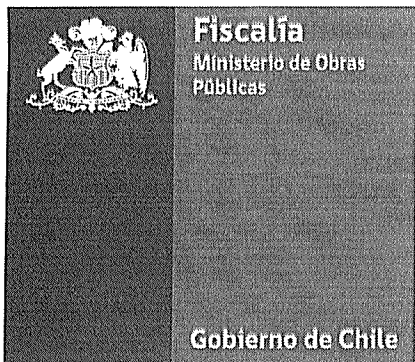 Fiscalía
Ministerio de Obras
Públicas
Gobierno de Chile